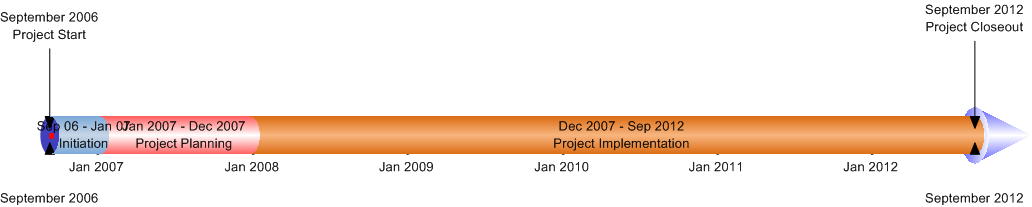 September 2006
Project Start
September 2012
Project Closeout
Sep 06 - Jan 07
Initiation
Jan 2007 - Dec 2007
Project Planning
Dec 2007 - Sep 2012
Project Implementation
Jan 2007
Jan 2008
Jan 2009
Jan 2010
Jan 2011
Jan 2012
September 2006
September 2012